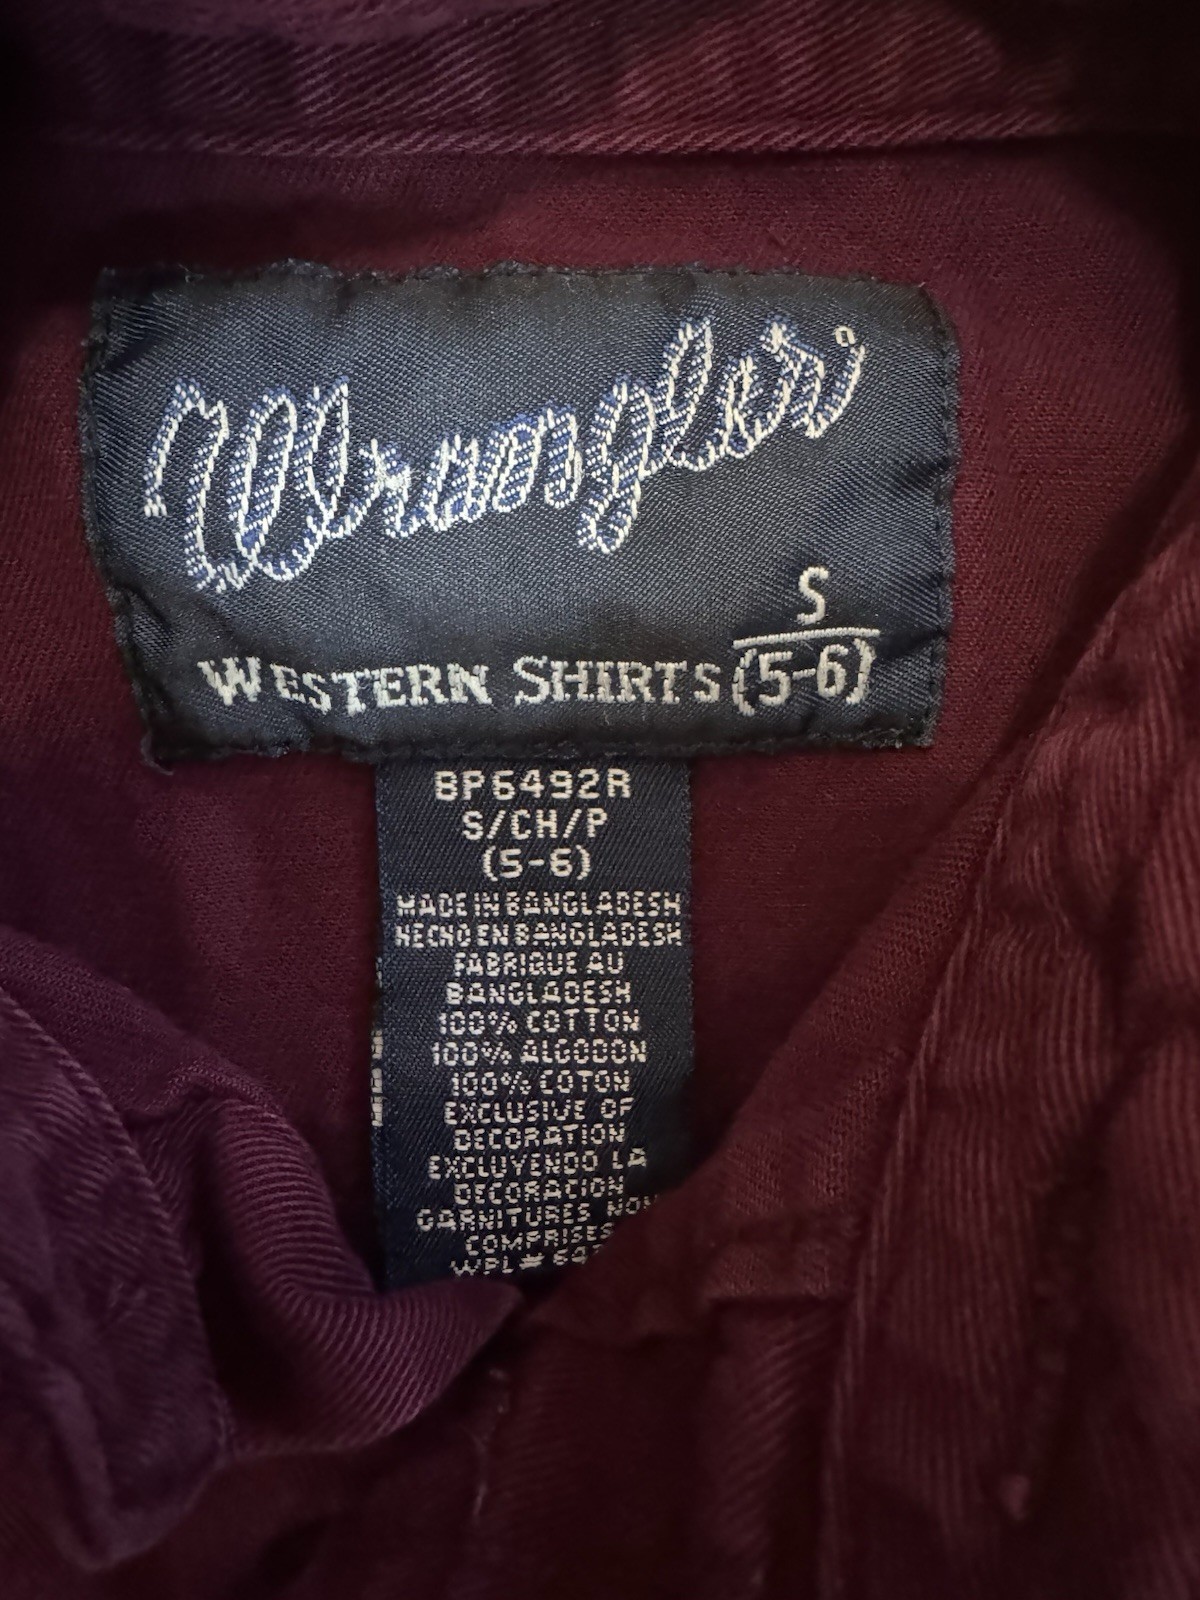 Wrangler
S
WESTERN SHIRTS (5-6)
BP6492R
S/CH/P
(5-6)
MADE IN BANGLADESH
HECHO EN BANGLADESH
FABRIQUE AU
BANGLADESH
100% COTTON
100% ALGODON
100% COTON
EXCLUSIVE OF
DECORATION
EXCLUYENDO LA
DECORACION
GARNITURES NON
COMPRISES
WPL#